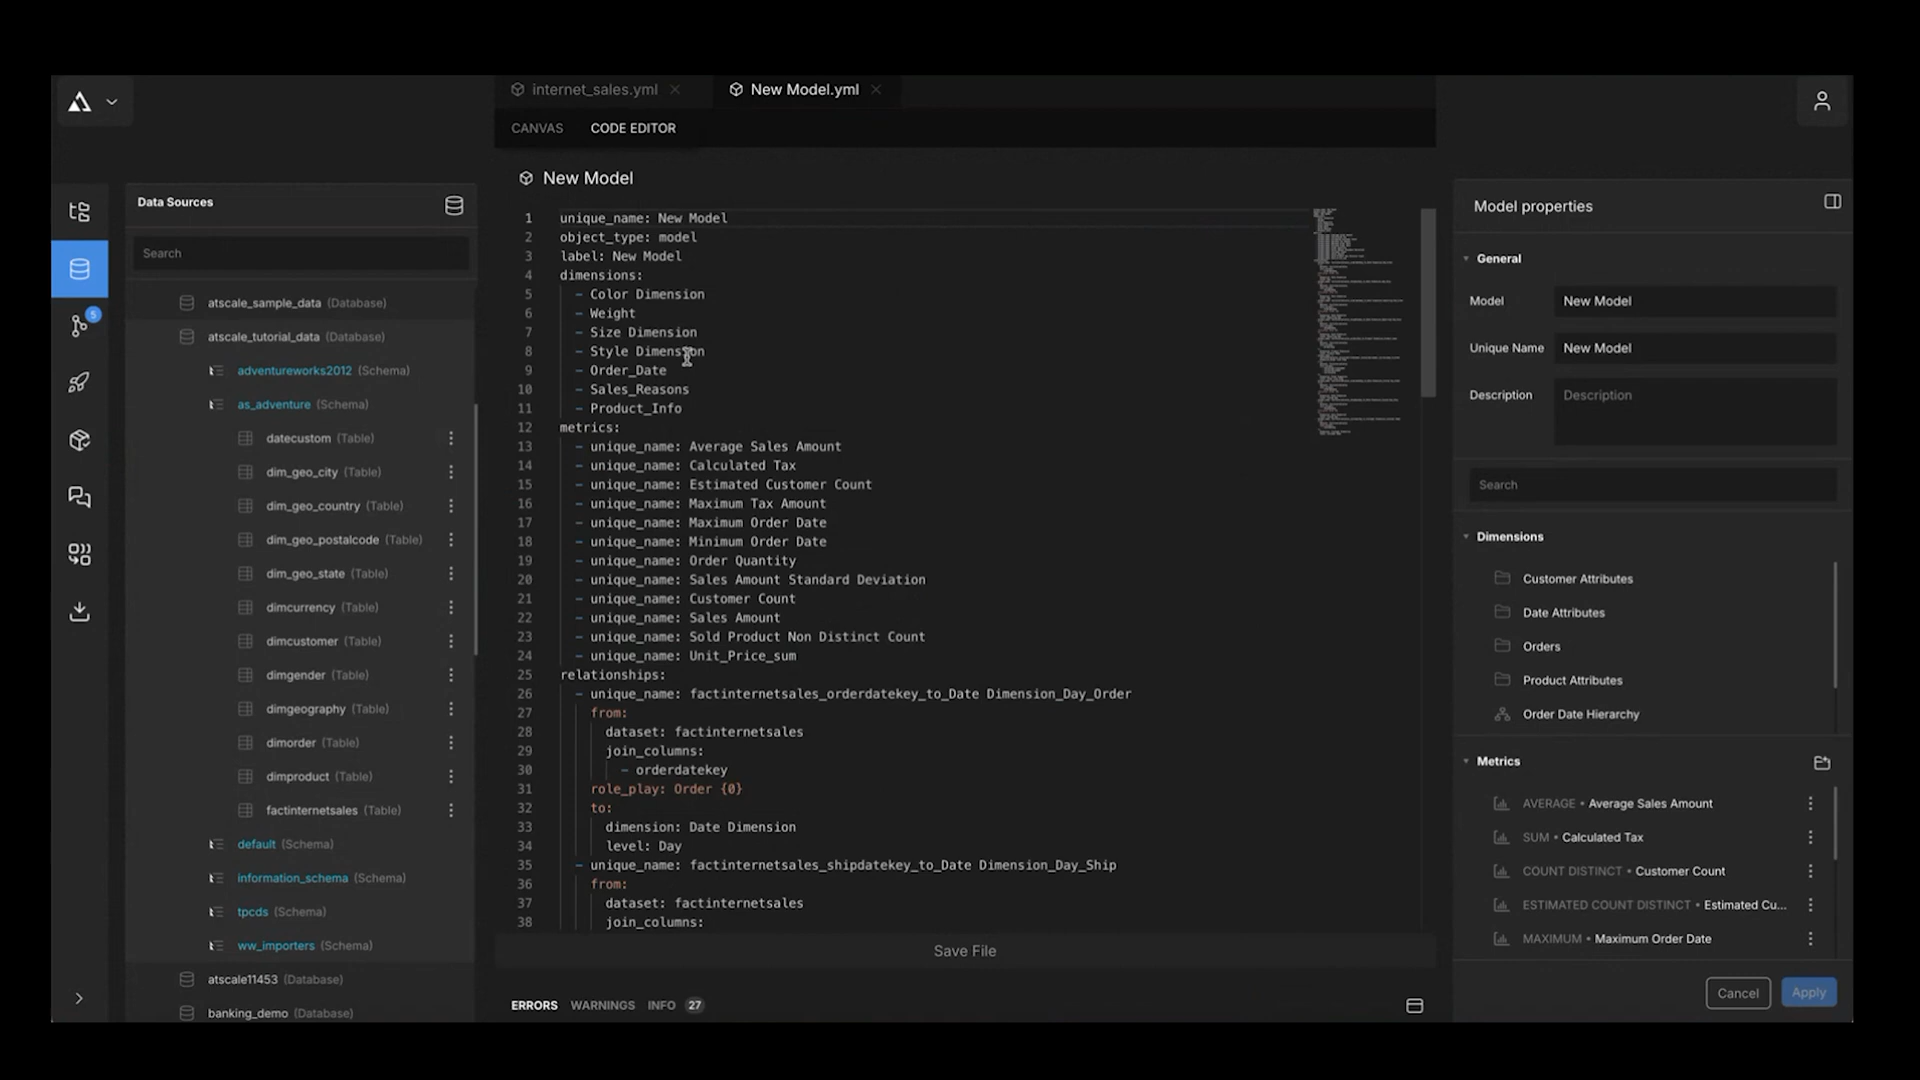 internet_sales.yml
New Model.yml
CANVAS
CODE EDITOR
5
Data Sources
Search
atscale_sample_data (Database)
atscale_tutorial_data (Database)
adventureworks2012 (Schema)
as_adventure (Schema)
datecustom (Table)
dim_geo_city (Table)
dim_geo_country (Table)
dim_geo_postalcode (Table)
dim_geo_state (Table)
dimcurrency (Table)
dimcustomer (Table)
dimgender (Table)
dimgeography (Table)
dimorder (Table)
dimproduct (Table)
factinternetsales (Table)
default (Schema)
information_schema (Schema)
tpcds (Schema)
ww_importers (Schema)
atscale11453 (Database)
banking_demo (Database)
New Model
1 unique_name: New Model
2 object_type: model
3 label: New Model
4 dimensions:
5 - Color Dimension
6 - Weight
7 - Size Dimension
8 - Style Dimension
9 - Order_Date
10 - Sales_Reasons
11 - Product_Info
12 metrics:
13 - unique_name: Average Sales Amount
14 - unique_name: Calculated Tax
15 - unique_name: Estimated Customer Count
16 - unique_name: Maximum Tax Amount
17 - unique_name: Maximum Order Date
18 - unique_name: Minimum Order Date
19 - unique_name: Order Quantity
20 - unique_name: Sales Amount Standard Deviation
21 - unique_name: Customer Count
22 - unique_name: Sales Amount
23 - unique_name: Sold Product Non Distinct Count
24 - unique_name: Unit_Price_sum
25 relationships:
26 - unique_name: factinternetsales_orderdatekey_to_Date Dimension_Day_Order
27 from:
28 dataset: factinternetsales
29 join_columns:
30 - orderdatekey
31 role_play: Order {0}
32 to:
33 dimension: Date Dimension
34 level: Day
35 - unique_name: factinternetsales_shipdatekey_to_Date Dimension_Day_Ship
36 from:
37 dataset: factinternetsales
38 join_columns:
Save File
ERRORS WARNINGS INFO 27
Model properties
General
Model New Model
Unique Name New Model
Description Description
Search
Dimensions
Customer Attributes
Date Attributes
Orders
Product Attributes
Order Date Hierarchy
Metrics
AVERAGE • Average Sales Amount
SUM • Calculated Tax
COUNT DISTINCT • Customer Count
ESTIMATED COUNT DISTINCT • Estimated Cu...
MAXIMUM • Maximum Order Date
Cancel
Apply